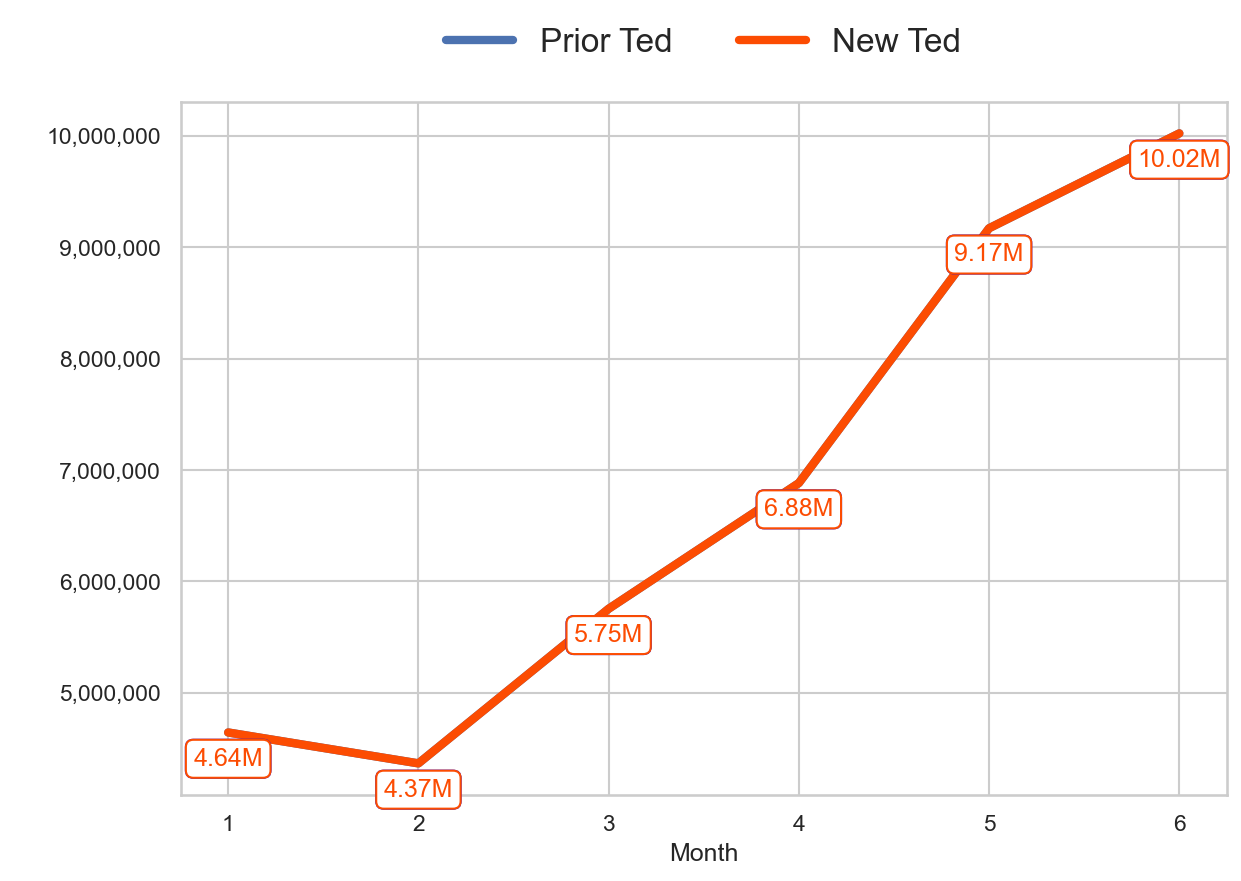 Prior Ted New Ted
10,000,000
9,000,000
8,000,000
7,000,000
6,000,000
5,000,000
10.02M
9.17M
6.88M
5.75M
4.64M
4.37M
1 2 3 4 5 6
Month